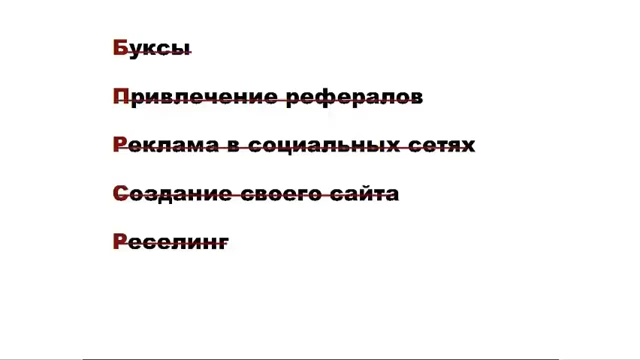 Буксы
Привлечение рефералов
Реклама в социальных сетях
Создание своего сайта
Реселинг